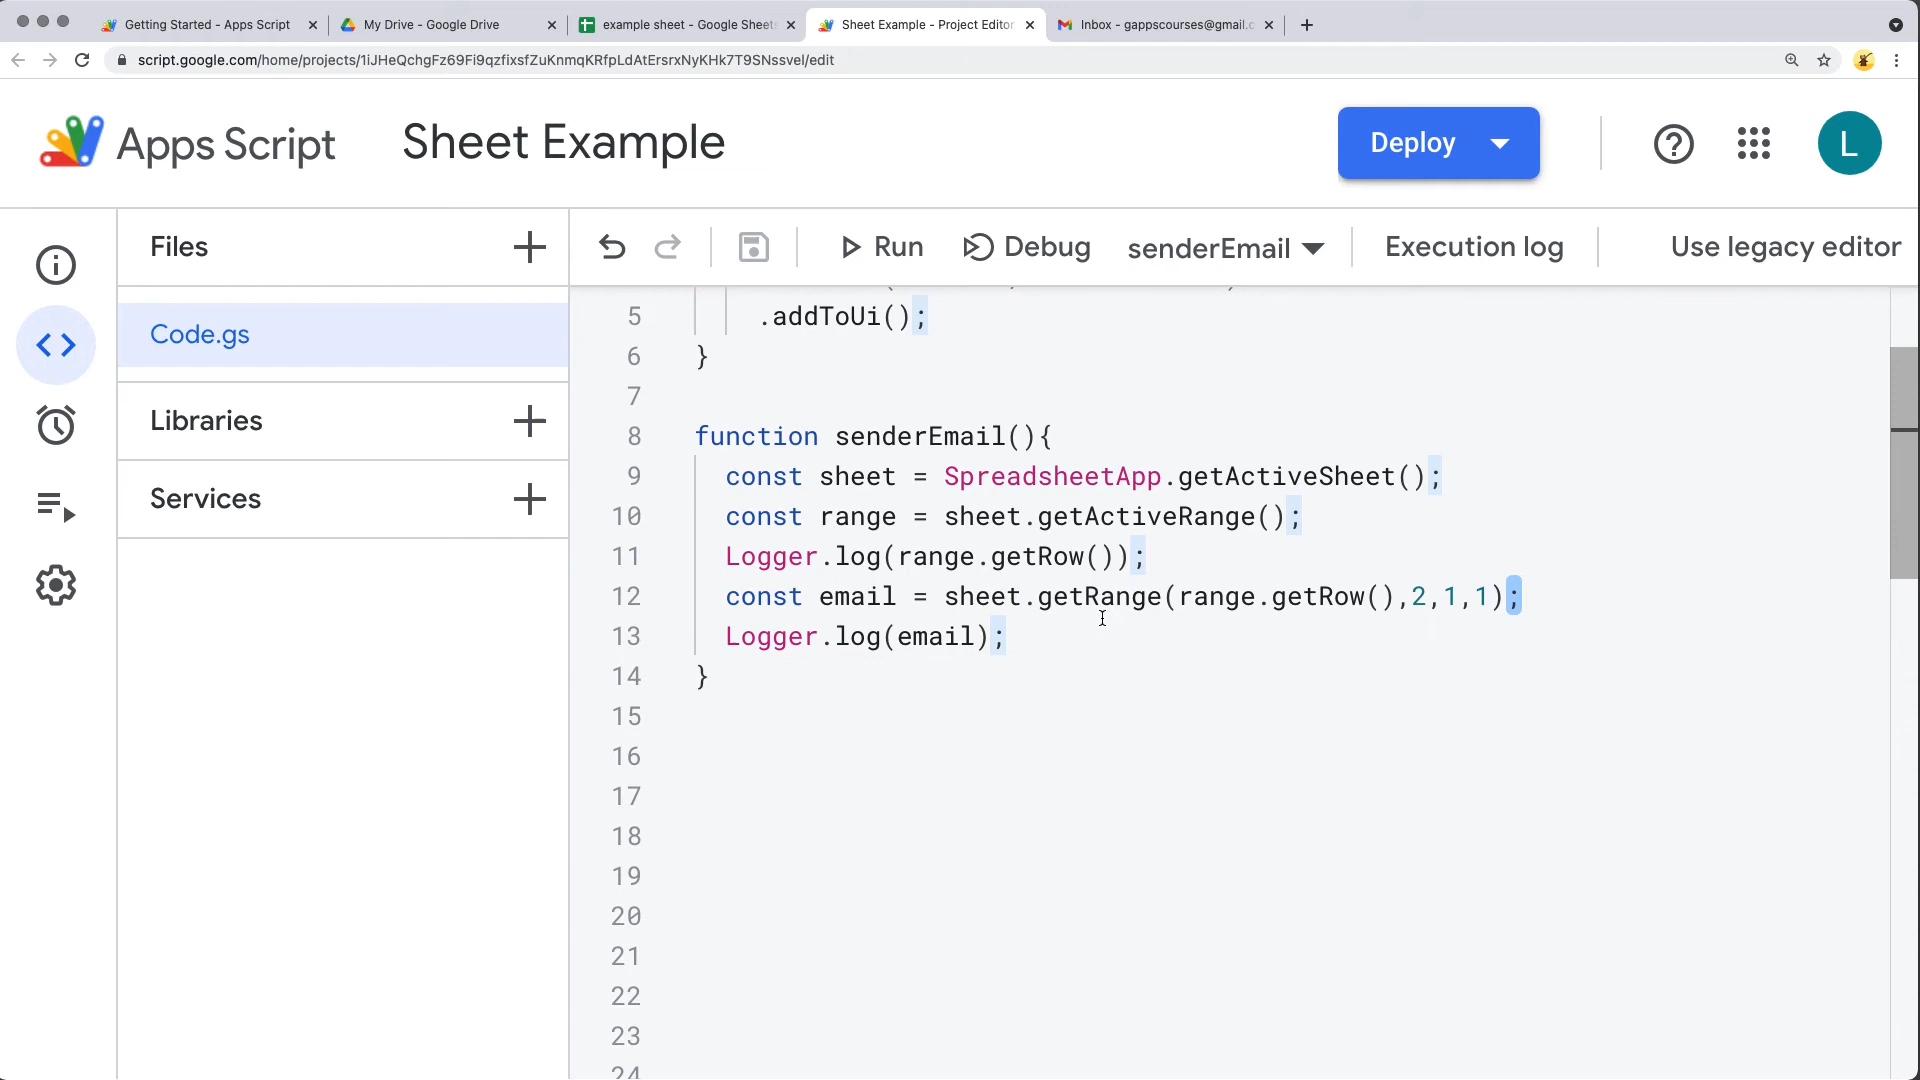 Getting Started - Apps Script
My Drive - Google Drive
example sheet - Google Sheets
Sheet Example - Project Editor
Inbox - gappscourses@gmail.c
script.google.com/home/projects/1iJHeQchgFz69Fi9qzfixsfZuKnmqKRfpLdAtErsrxNyKHk7T9SNssvel/edit
Apps Script
Sheet Example
Deploy
L
Files
Run
Debug
senderEmail
Execution log
Use legacy editor
Code.gs
Libraries
Services
5 .addToUi();
6 }
7
8 function senderEmail(){
9 const sheet = SpreadsheetApp.getActiveSheet();
10 const range = sheet.getActiveRange();
11 Logger.log(range.getRow());
12 const email = sheet.getRange(range.getRow(),2,1,1);
13 Logger.log(email);
14 }
15
16
17
18
19
20
21
22
23
24